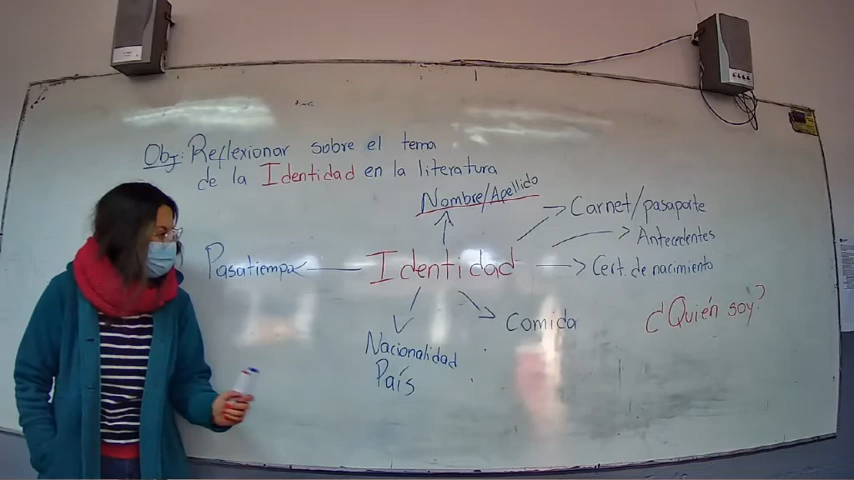 Obj: Reflexionar sobre el tema
de la Identidad en la literatura
Nombre/Apellido
Carnet/pasaporte
Antecedentes
Pasatiempo
Identidad
Cert. de nacimiento
¿Quién soy?
Comida
Nacionalidad
País